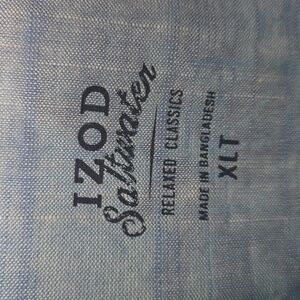 IZOD
Saltwater
RELAXED CLASSICS
MADE IN BANGLADESH
XLT